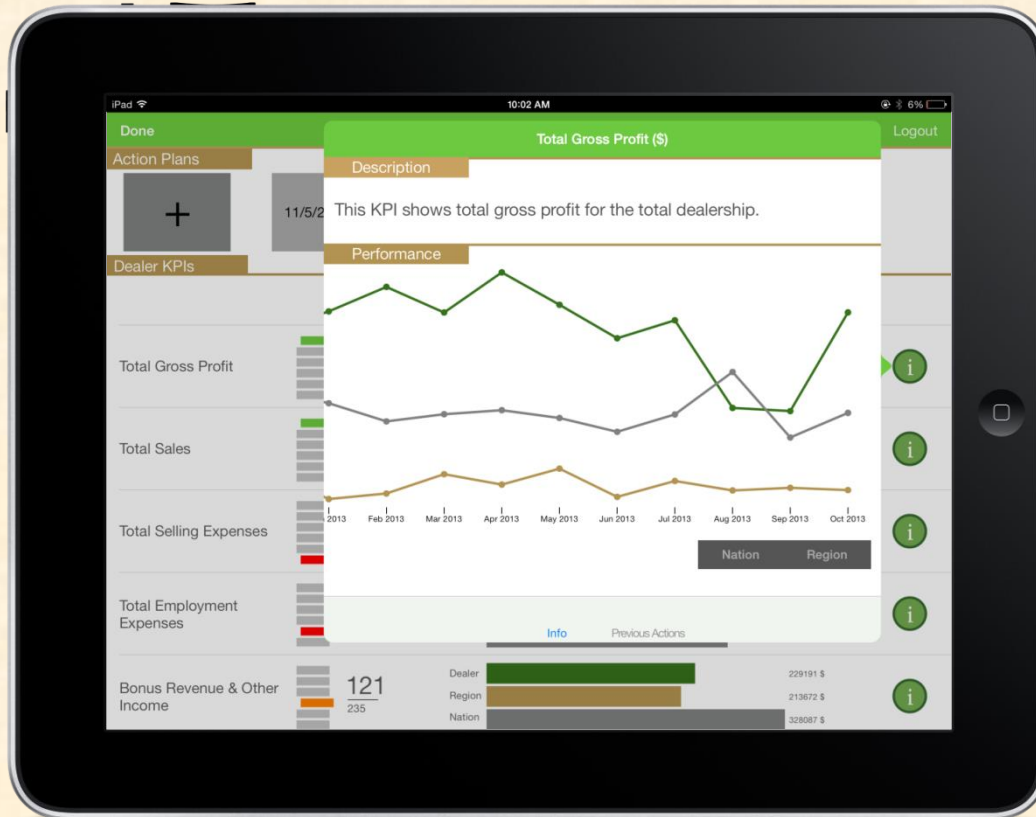 iPad
10:02 AM
6%
Done
Total Gross Profit ($)
Logout
Action Plans
Description
+
11/5/2
This KPI shows total gross profit for the total dealership.
Performance
Dealer KPIs
Total Gross Profit
i
Total Sales
i
2013 Feb 2013 Mar 2013 Apr 2013 May 2013 Jun 2013 Jul 2013 Aug 2013 Sep 2013 Oct 2013
Total Selling Expenses
i
Nation Region
Total Employment
Expenses
i
Info Previous Actions
Bonus Revenue & Other
Income
121
235
Dealer 229191 $
Region 213672 $
Nation 328087 $
i